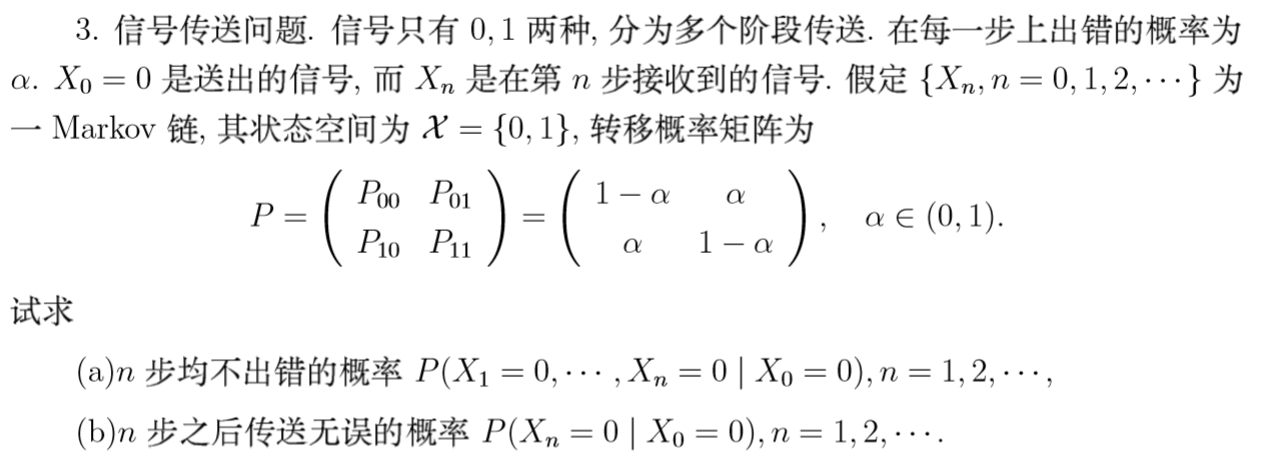 3. 信号传送问题. 信号只有 0, 1 两种, 分为多个阶段传送. 在每一步上出错的概率为
α. X₀ = 0 是送出的信号, 而 Xₙ 是在第 n 步接收到的信号. 假定 {Xₙ, n = 0, 1, 2, ⋯} 为
一 Markov 链, 其状态空间为 𝒳 = {0, 1}, 转移概率矩阵为
P = ( P₀₀ P₀₁ ; P₁₀ P₁₁ ) = ( 1 − α α ; α 1 − α ), α ∈ (0, 1).
试求
(a)n 步均不出错的概率 P(X₁ = 0, ⋯ , Xₙ = 0 | X₀ = 0), n = 1, 2, ⋯ ,
(b)n 步之后传送无误的概率 P(Xₙ = 0 | X₀ = 0), n = 1, 2, ⋯ .